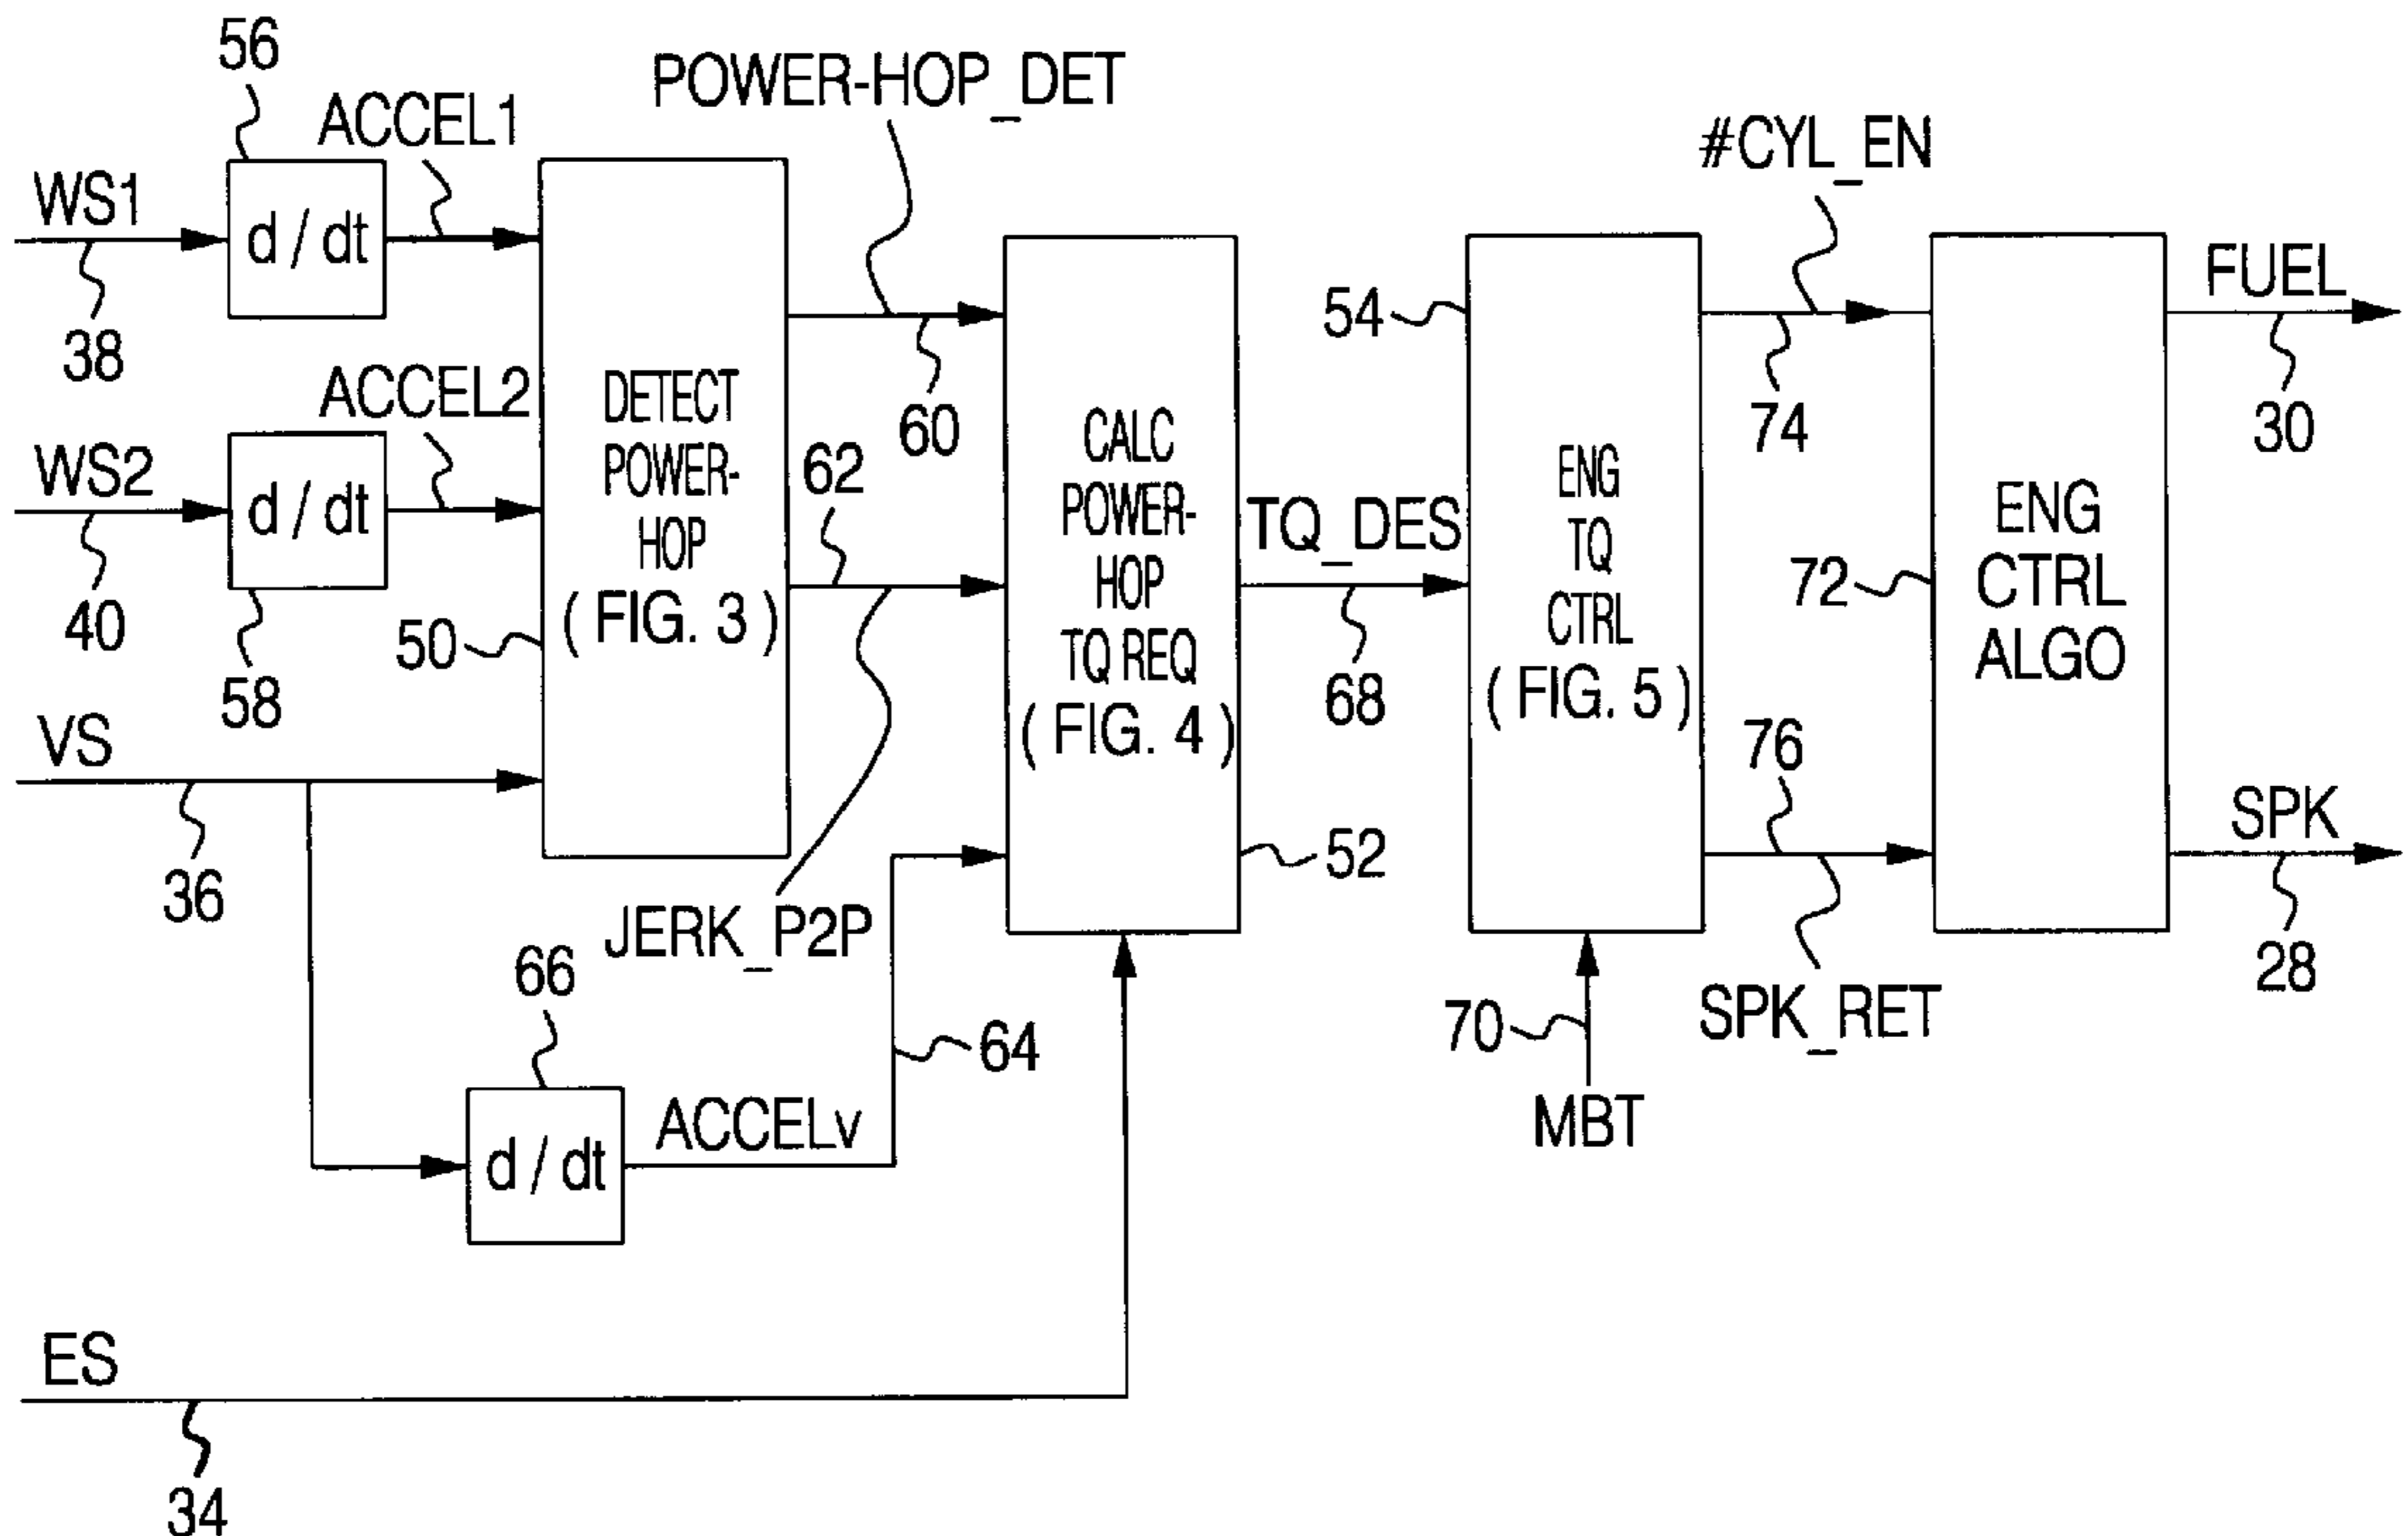 56
POWER-HOP_DET
ACCEL1
#CYL_EN
WS1
d / dt
FUEL
38
54
ACCEL2
DETECT
POWER-
HOP
( FIG. 3 )
60
74
30
CALC
POWER-
HOP
TQ REQ
( FIG. 4 )
WS2
d / dt
62
ENG
TQ
CTRL
( FIG. 5 )
ENG
CTRL
ALGO
TQ_DES
72
40
50
58
68
VS
76
SPK
36
52
JERK_P2P
28
66
70
SPK_RET
64
d / dt
ACCELv
MBT
ES
34